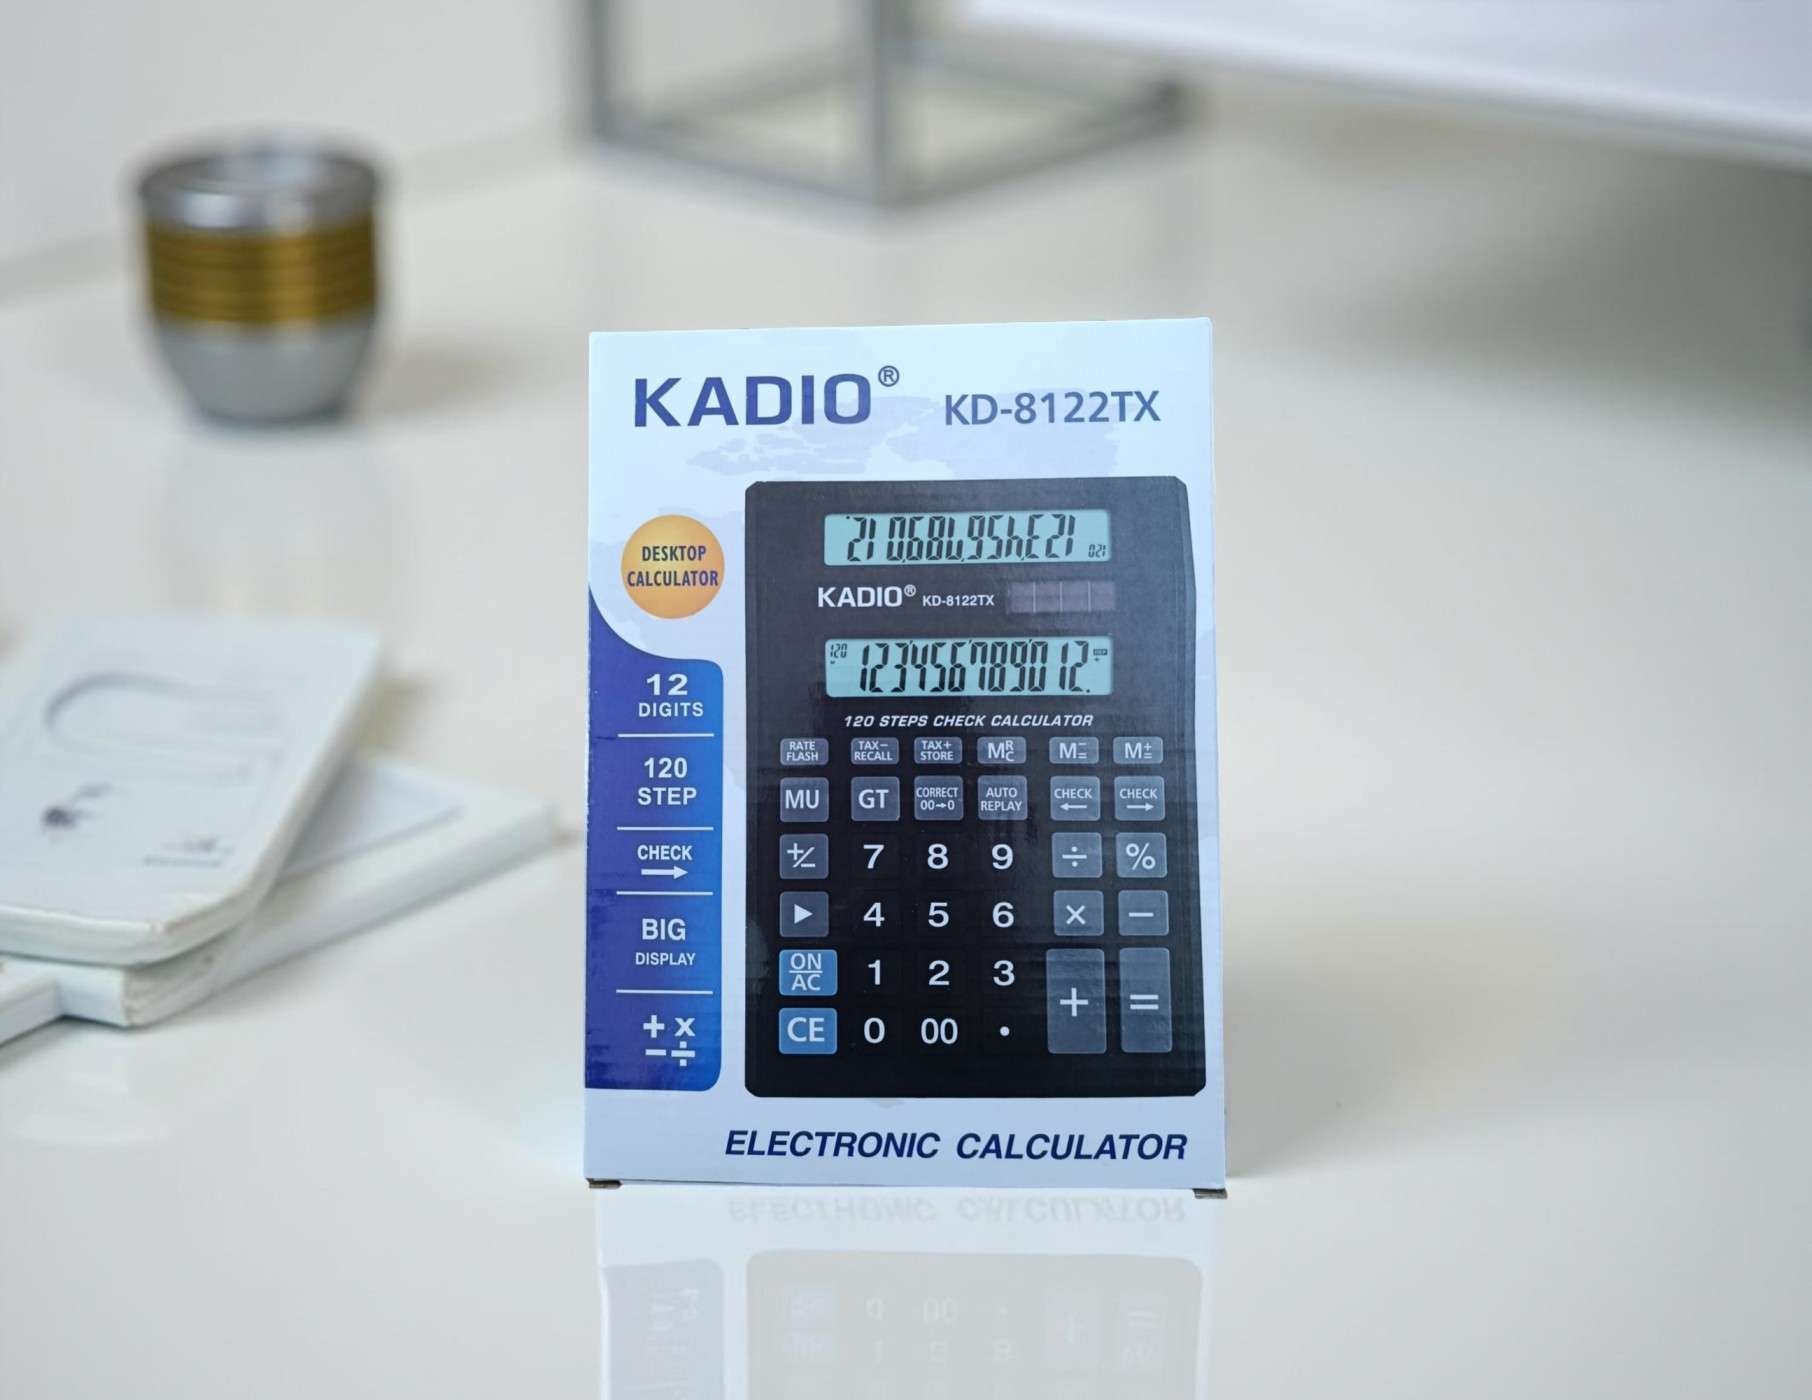 KADIO® KD-8122TX
DESKTOP
CALCULATOR
12
DIGITS
120
STEP
CHECK
→
BIG
DISPLAY
+ x
- ÷
KADIO® KD-8122TX
120
123456789012.
120 STEPS CHECK CALCULATOR
RATE FLASH TAX− RECALL TAX+ STORE MRC M−= M+=
MU GT CORRECT 00→0 AUTO REPLAY CHECK ← CHECK →
+/− 7 8 9 ÷ %
▶ 4 5 6 × −
ON AC 1 2 3 + =
CE 0 00 •
ELECTRONIC CALCULATOR